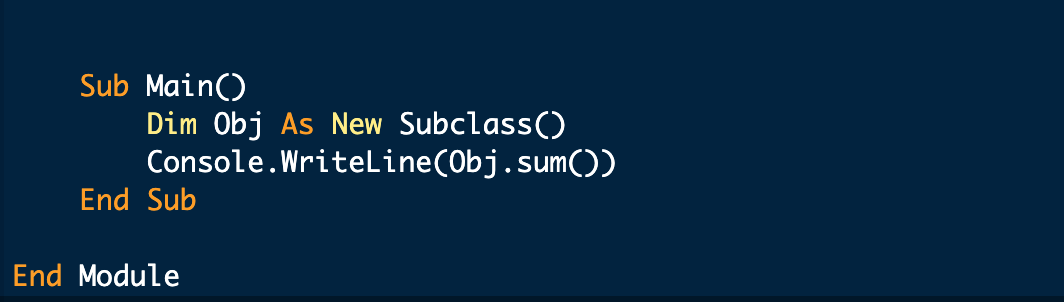 Sub Main()
Dim Obj As New Subclass()
Console.WriteLine(Obj.sum())
End Sub
End Module